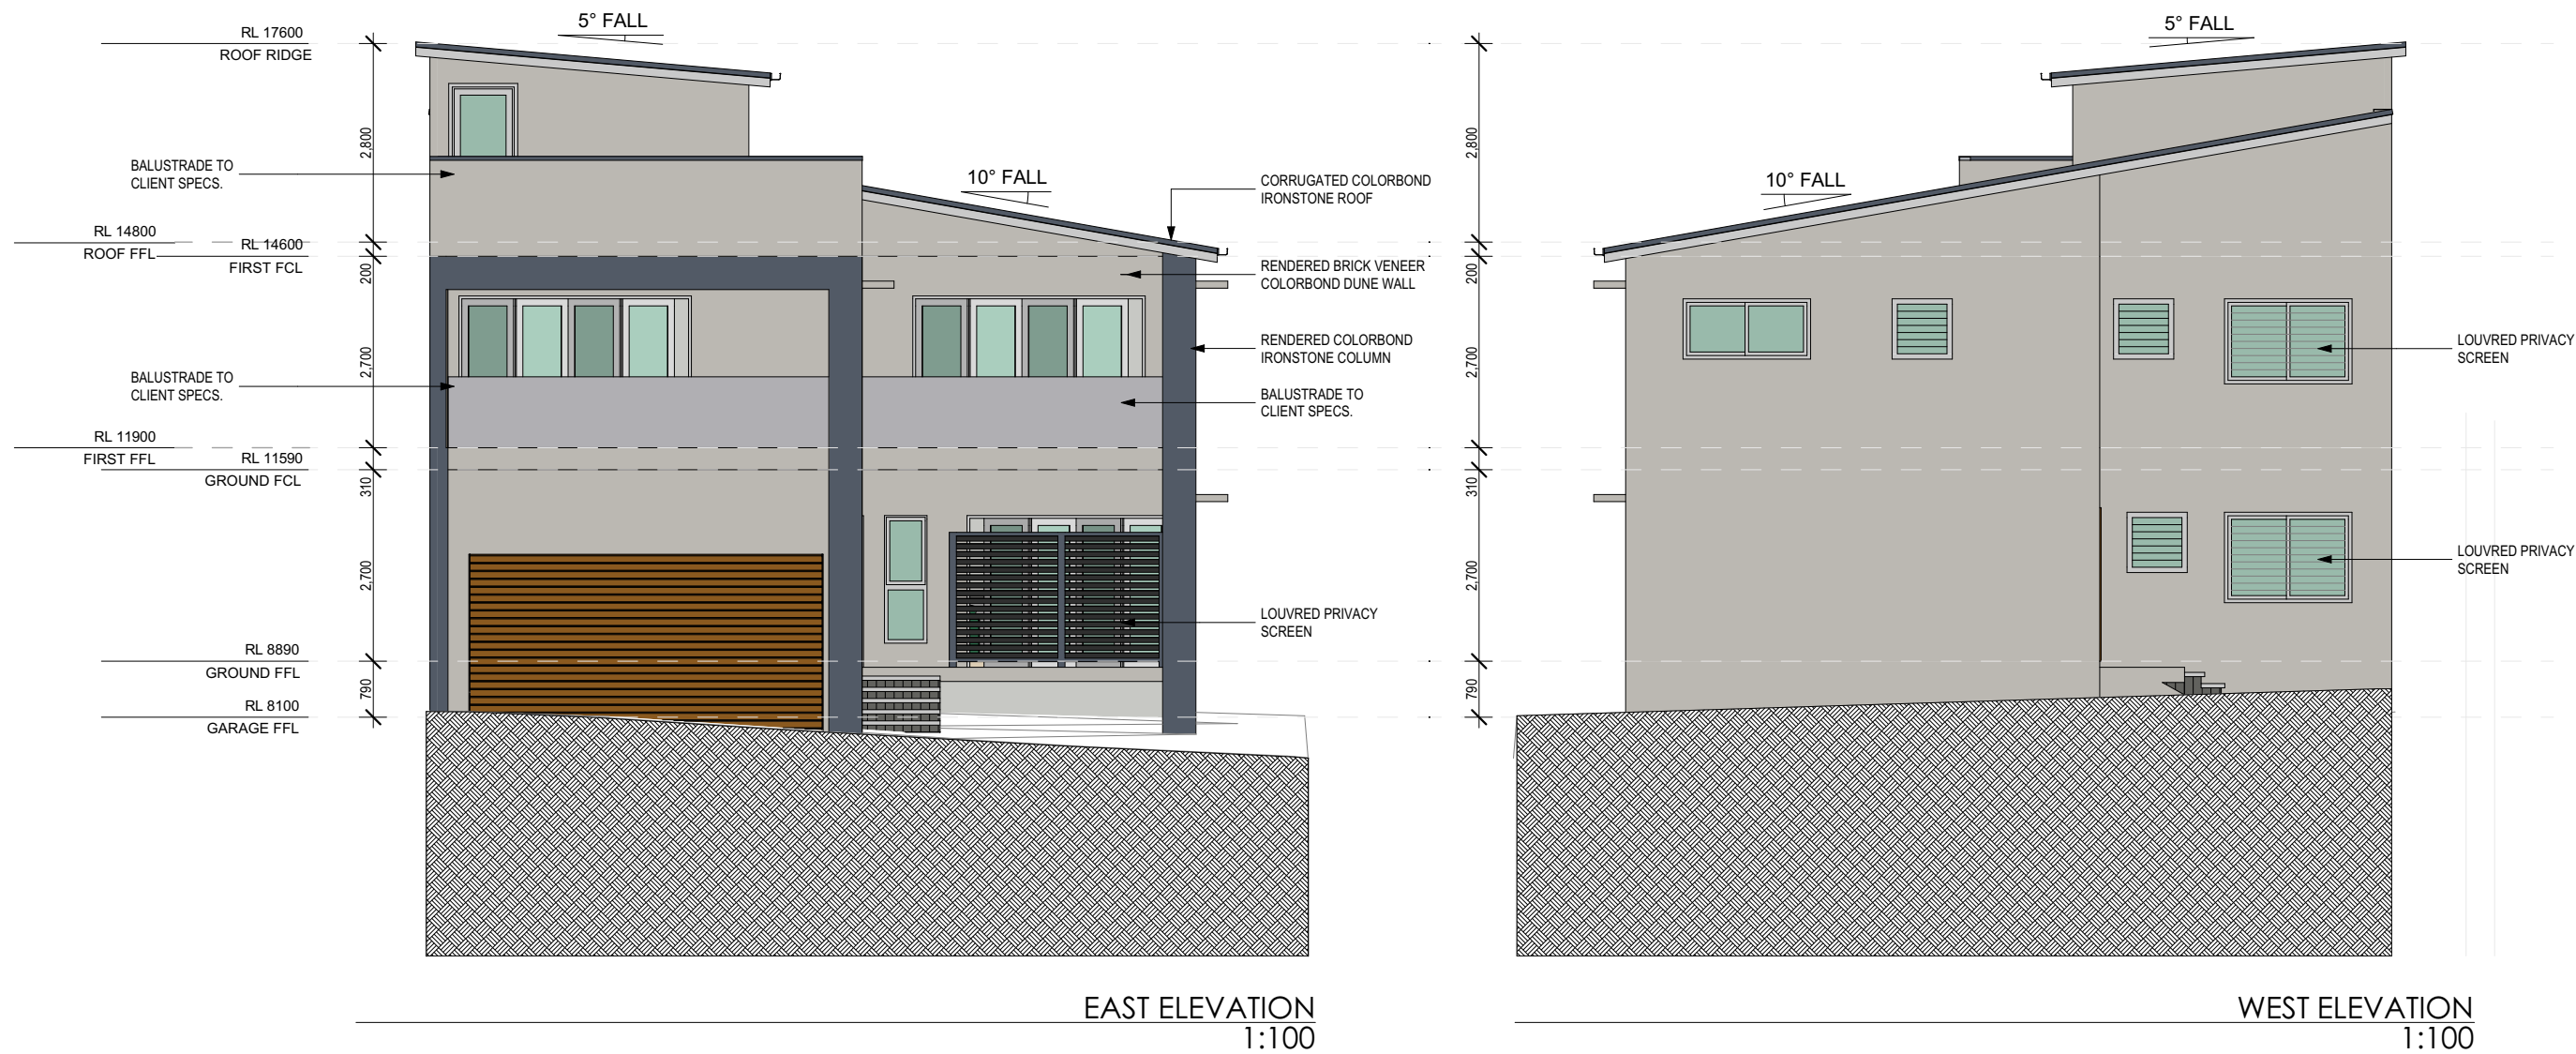 RL 17600
ROOF RIDGE
5° FALL
2,800
BALUSTRADE TO
CLIENT SPECS.
10° FALL
CORRUGATED COLORBOND
IRONSTONE ROOF
RL 14800
ROOF FFL
RL 14600
FIRST FCL
200
RENDERED BRICK VENEER
COLORBOND DUNE WALL
RENDERED COLORBOND
IRONSTONE COLUMN
2,700
BALUSTRADE TO
CLIENT SPECS.
BALUSTRADE TO
CLIENT SPECS.
RL 11900
FIRST FFL
RL 11590
GROUND FCL
310
2,700
LOUVRED PRIVACY
SCREEN
RL 8890
GROUND FFL
790
RL 8100
GARAGE FFL
EAST ELEVATION
1:100
5° FALL
2,800
10° FALL
200
2,700
LOUVRED PRIVACY
SCREEN
310
2,700
LOUVRED PRIVACY
SCREEN
790
WEST ELEVATION
1:100